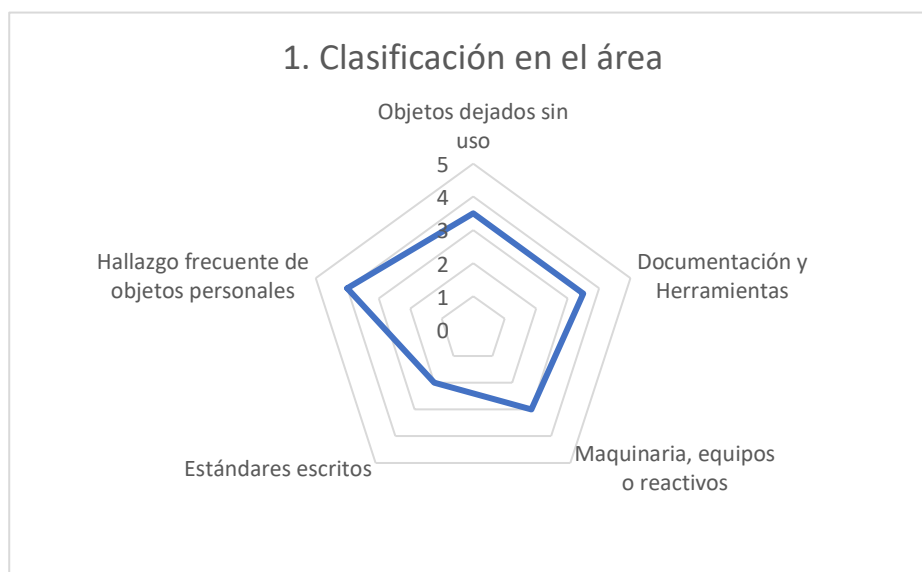 1. Clasificación en el área
Objetos dejados sin
uso
5
4
3
2
1
0
Documentación y
Herramientas
Maquinaria, equipos
o reactivos
Estándares escritos
Hallazgo frecuente de
objetos personales